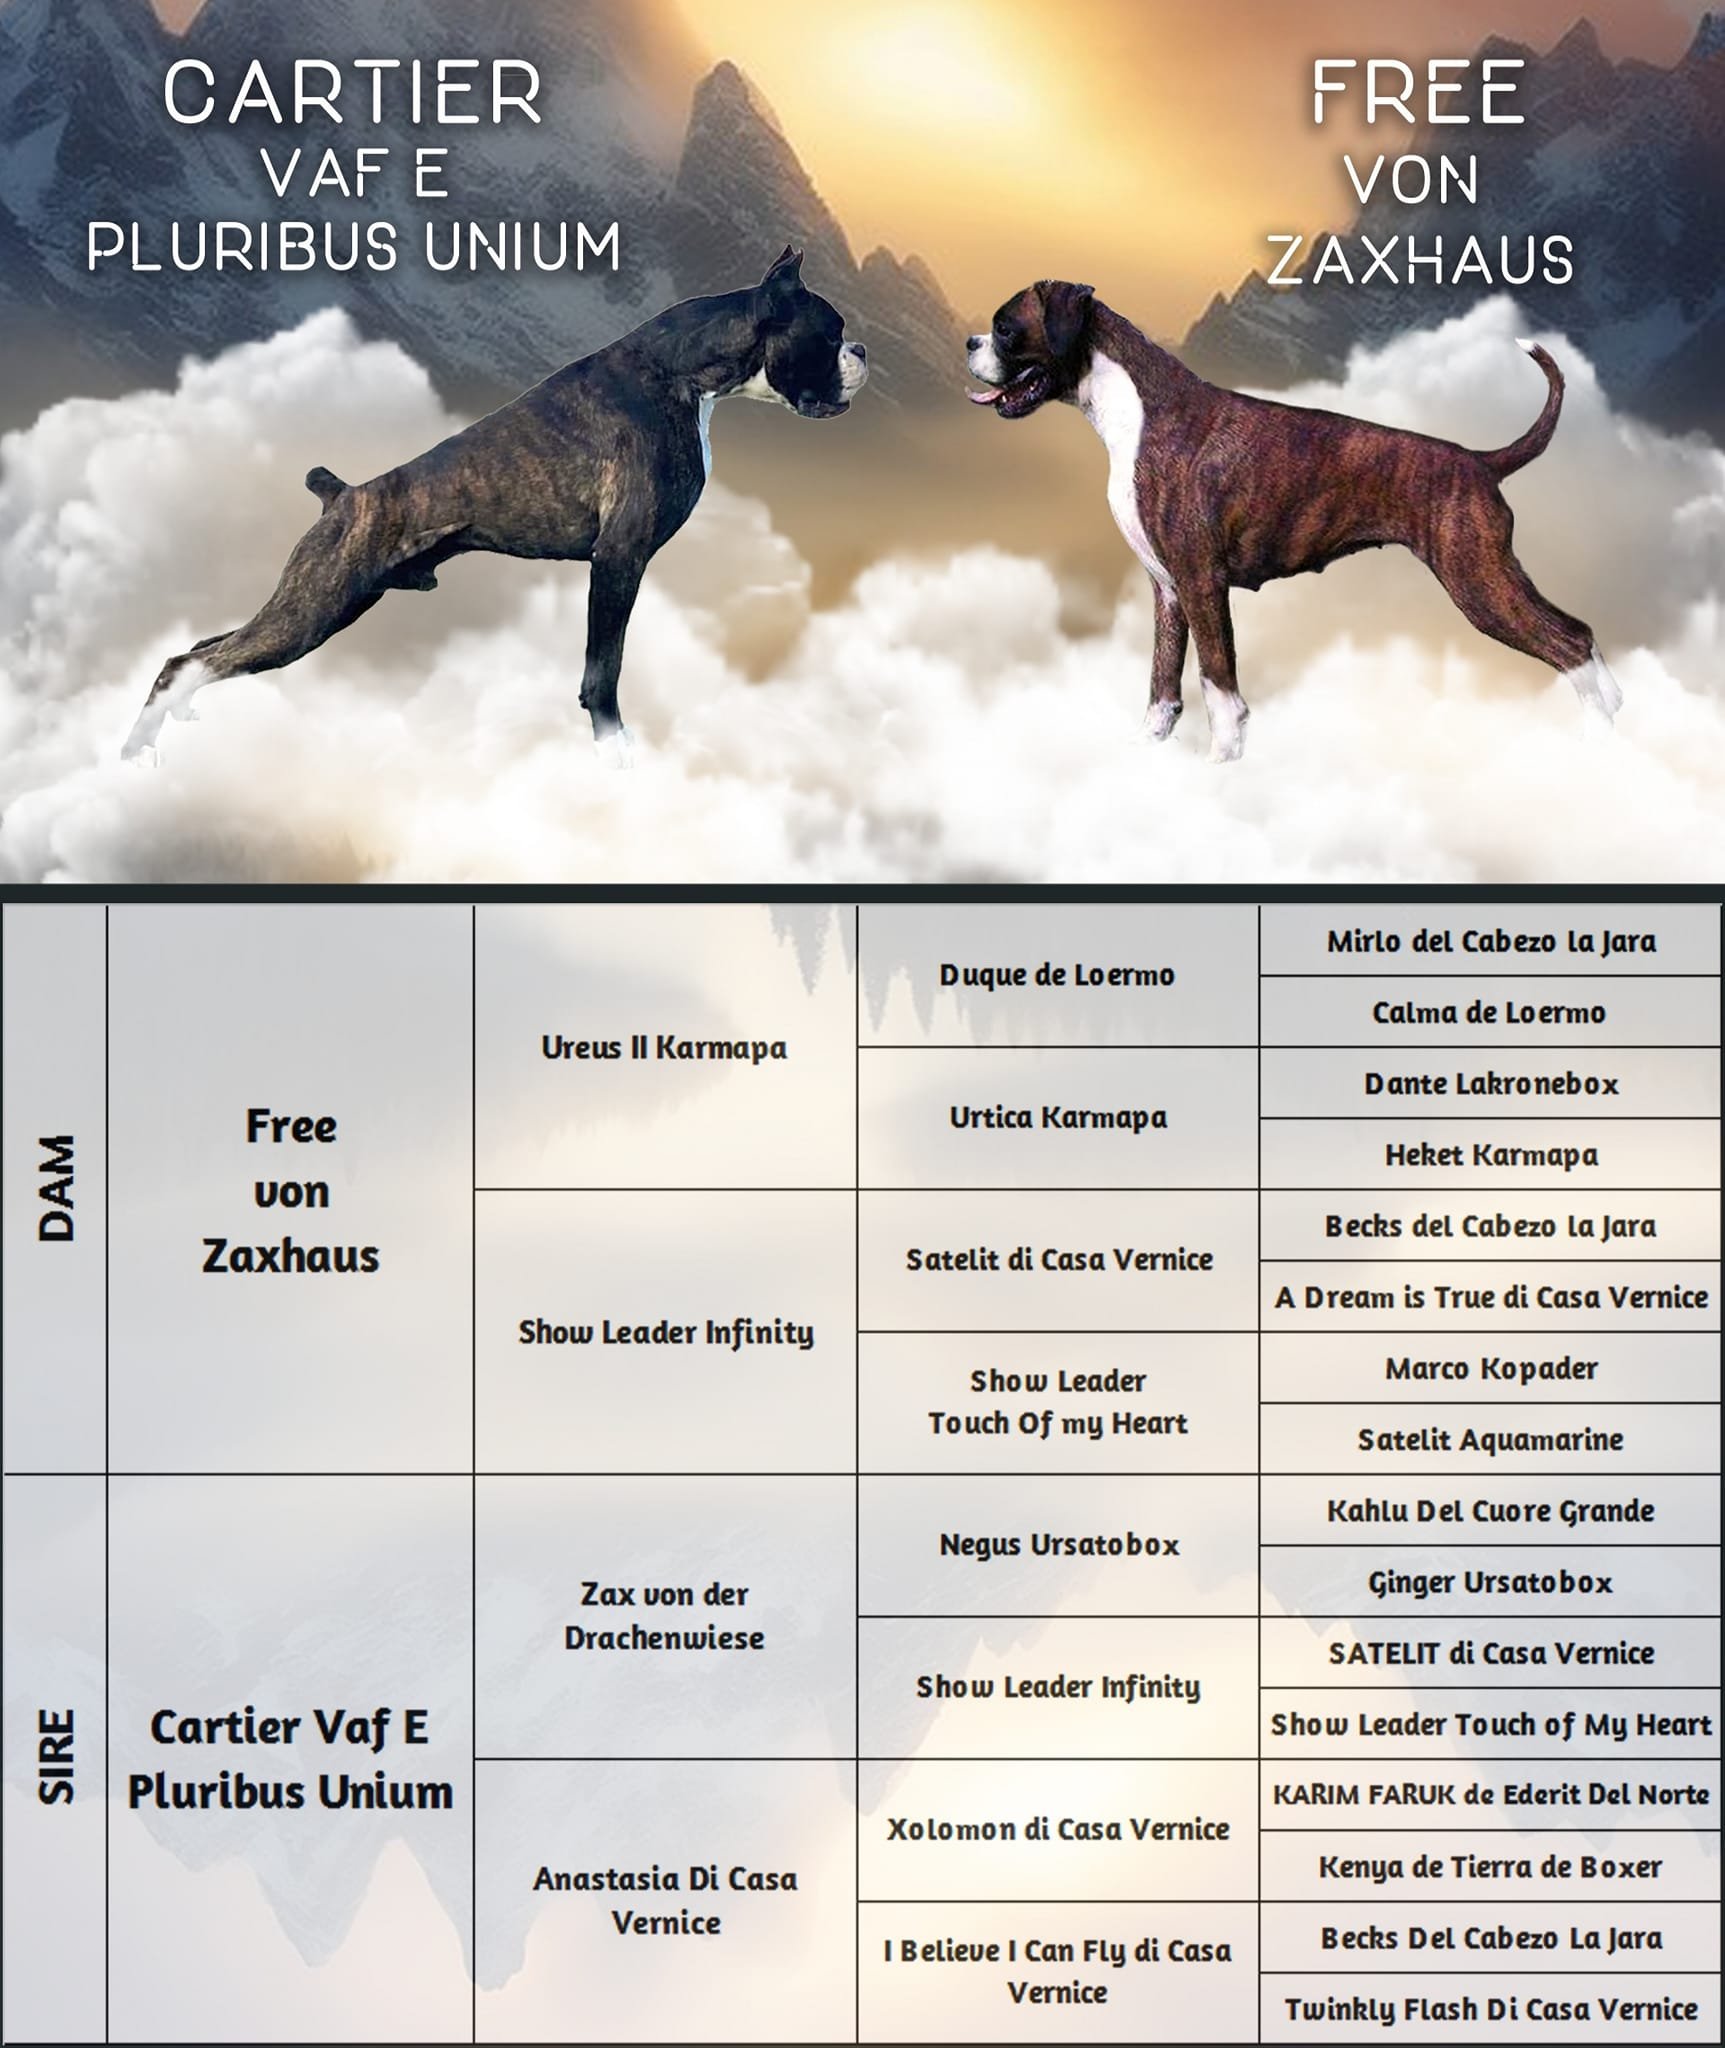 CARTIER
VAF E
PLURIBUS UNIUM
FREE
VON
ZAXHAUS
DAM
Free
von
Zaxhaus
Ureus II Karmapa
Duque de Loermo
Mirlo del Cabezo la Jara
Calma de Loermo
Urtica Karmapa
Dante Lakronebox
Heket Karmapa
Show Leader Infinity
Satelit di Casa Vernice
Becks del Cabezo la Jara
A Dream is True di Casa Vernice
Show Leader
Touch Of my Heart
Marco Kopader
Satelit Aquamarine
SIRE
Cartier Vaf E
Pluribus Unium
Zax von der
Drachenwiese
Negus Ursatobox
Kahlu Del Cuore Grande
Ginger Ursatobox
Show Leader Infinity
SATELIT di Casa Vernice
Show Leader Touch of My Heart
Anastasia Di Casa
Vernice
Xolomon di Casa Vernice
KARIM FARUK de Ederit Del Norte
Kenya de Tierra de Boxer
I Believe I Can Fly di Casa
Vernice
Becks Del Cabezo La Jara
Twinkly Flash Di Casa Vernice